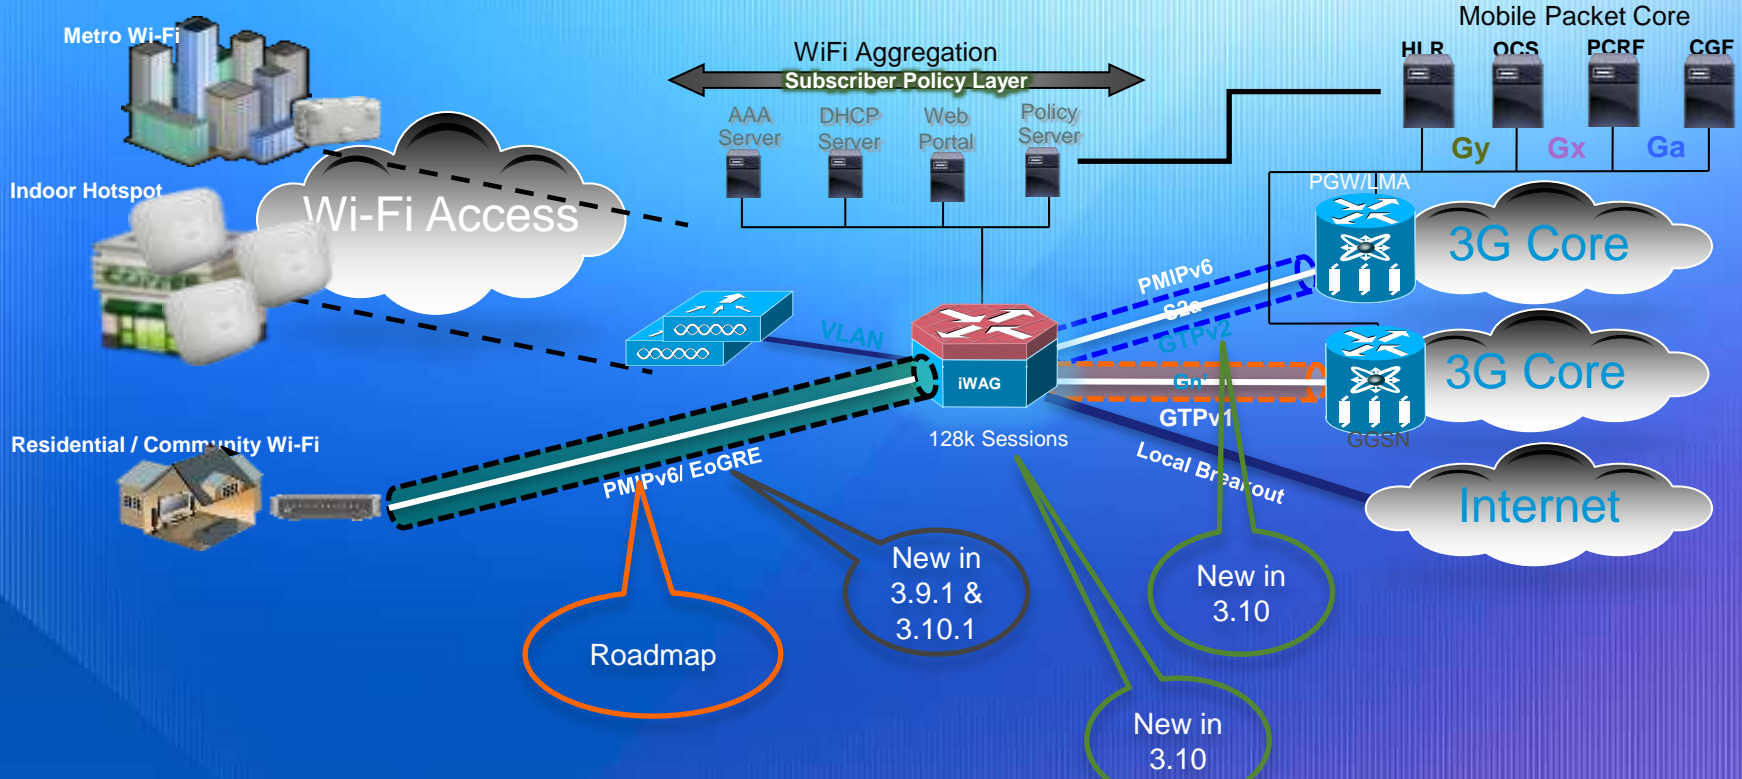 Mobile Packet Core
Metro Wi-Fi
WiFi Aggregation
HLR OCS PCRF CGF
Subscriber Policy Layer
AAA
Server
DHCP
Server
Web
Portal
Policy
Server
Gy Gx Ga
Indoor Hotspot
Wi-Fi Access
PGW/LMA
3G Core
PMIPv6
S2a
GTPv2
VLAN
iWAG
Gn'
3G Core
GTPv1
GGSN
128k Sessions
Residential / Community Wi-Fi
PMIPv6/ EoGRE
Local Breakout
Internet
New in
3.9.1 &
3.10.1
New in
3.10
Roadmap
New in
3.10